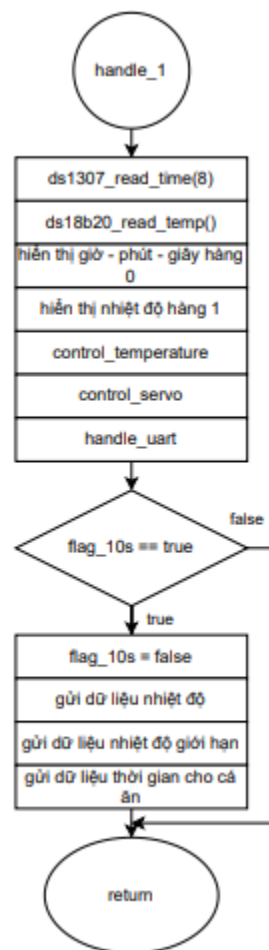 handle_1
ds1307_read_time(8)
ds18b20_read_temp()
hiển thị giờ - phút - giây hàng
0
hiển thị nhiệt độ hàng 1
control_temperature
control_servo
handle_uart
flag_10s == true
false
true
flag_10s = false
gửi dữ liệu nhiệt độ
gửi dữ liệu nhiệt độ giới hạn
gửi dữ liệu thời gian cho cá
ăn
return